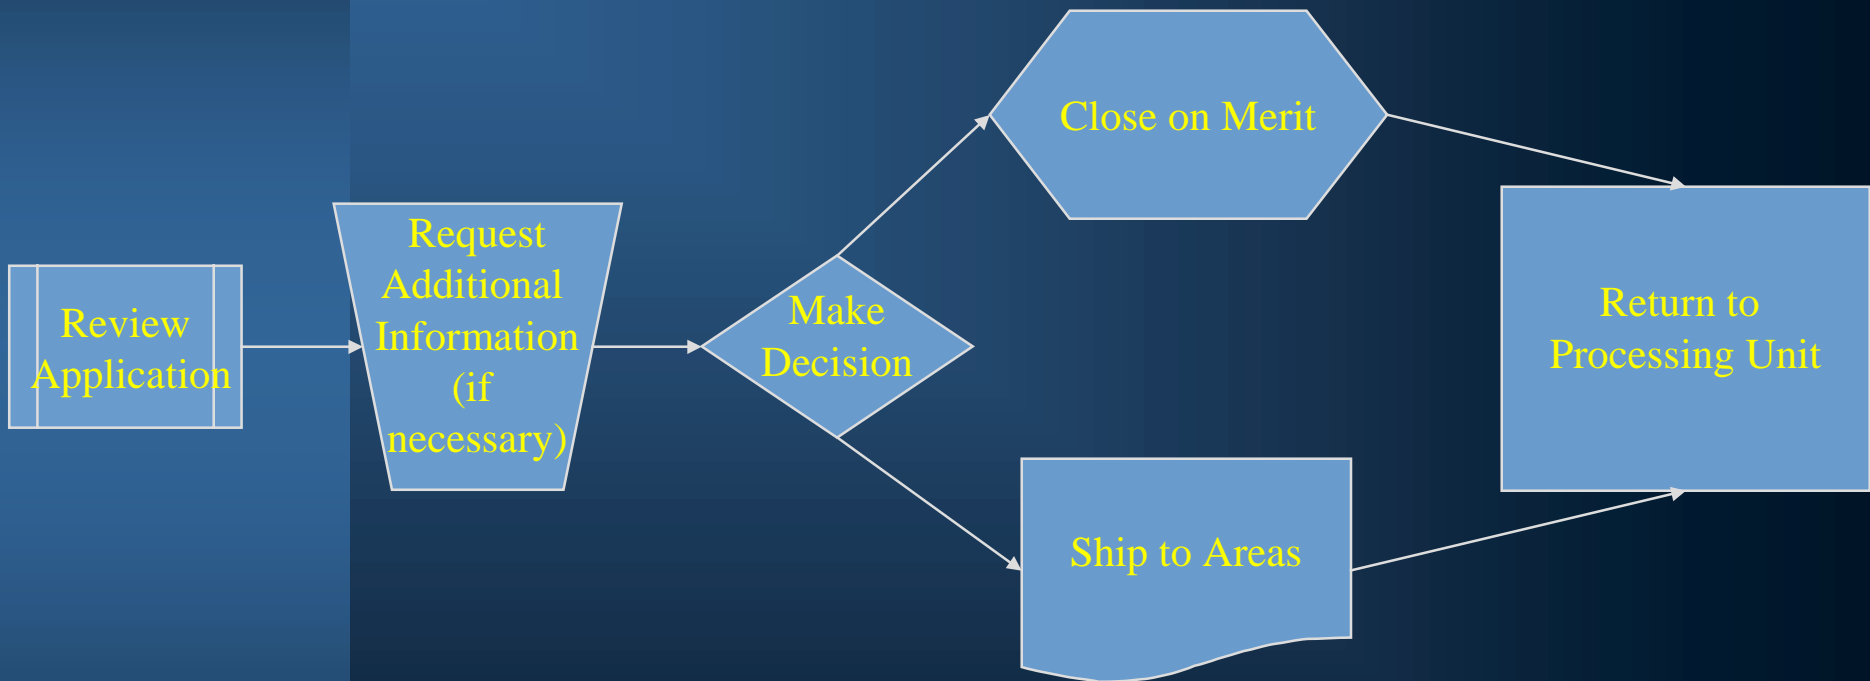 Review
Application
Request
Additional
Information
(if
necessary)
Make
Decision
Close on Merit
Ship to Areas
Return to
Processing Unit